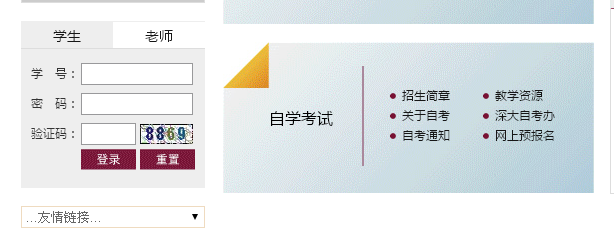 学生 老师
学 号：
密 码：
验证码： 8869
登录 重置
…友情链接…
自学考试
招生简章 教学资源
关于自考 深大自考办
自考通知 网上预报名